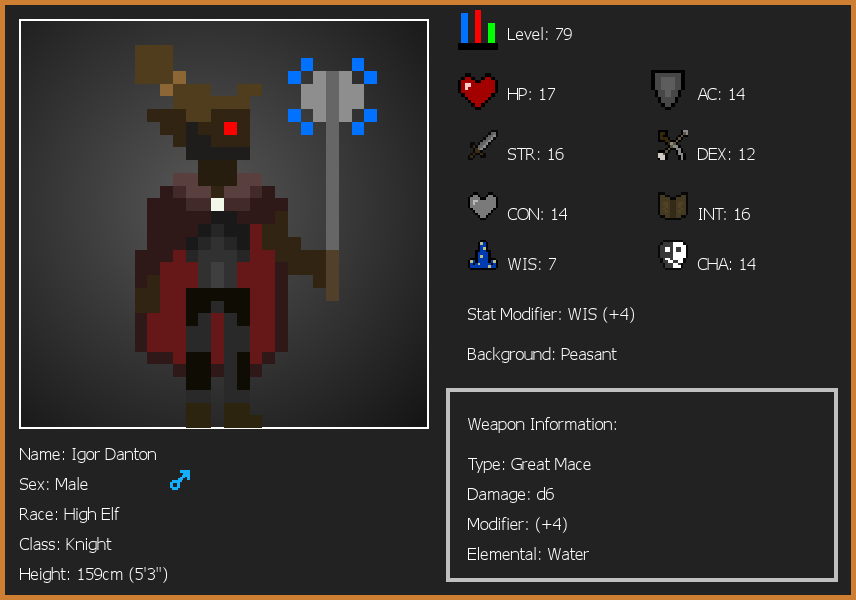 Level: 79
HP: 17
AC: 14
STR: 16
DEX: 12
CON: 14
INT: 16
WIS: 7
CHA: 14
Stat Modifier: WIS (+4)
Background: Peasant
Weapon Information:
Type: Great Mace
Damage: d6
Modifier: (+4)
Elemental: Water
Name: Igor Danton
Sex: Male
Race: High Elf
Class: Knight
Height: 159cm (5'3")